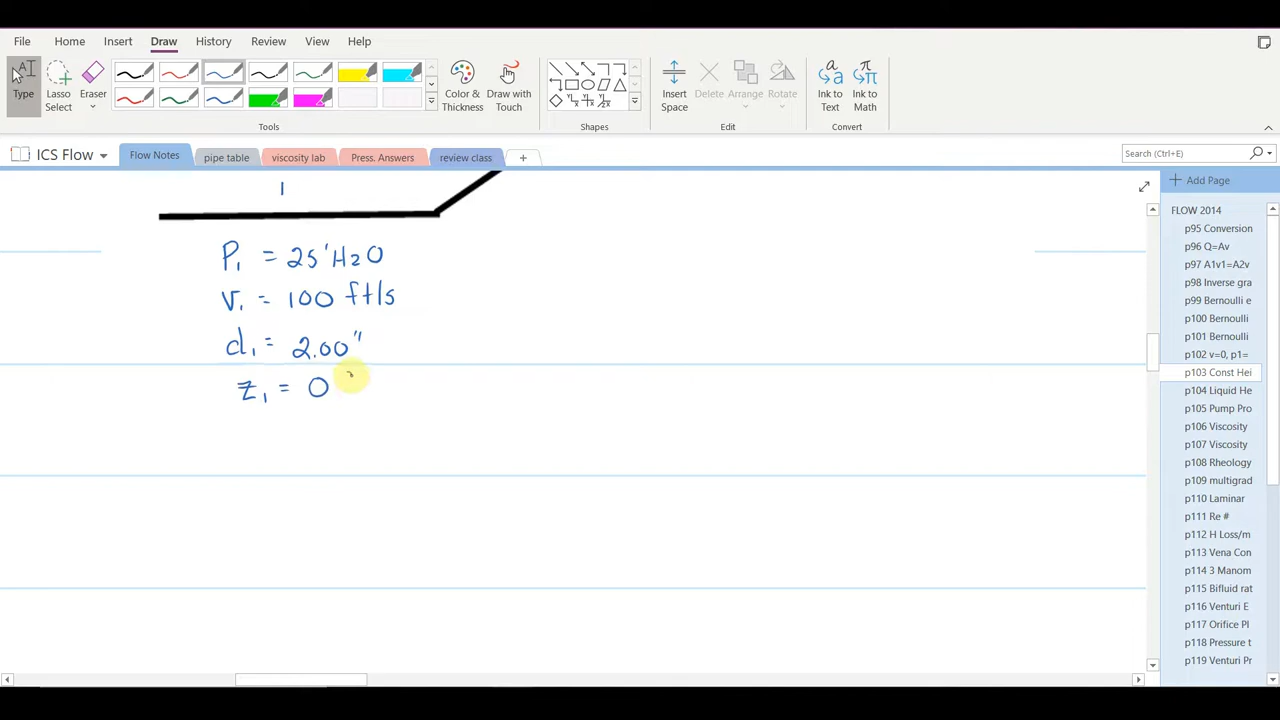 File Home Insert Draw History Review View Help
Type
Lasso Select
Eraser
Color & Thickness
Draw with Touch
Insert Space
Delete
Arrange
Rotate
Ink to Text
Ink to Math
Tools
Shapes
Edit
Convert
ICS Flow
Flow Notes
pipe table
viscosity lab
Press. Answers
review class
Search (Ctrl+E)
Add Page
FLOW 2014
p95 Conversion
p96 Q=Av
p97 A1v1=A2v
p98 Inverse gra
p99 Bernoulli e
p100 Bernoulli
p101 Bernoulli
p102 v=0, p1=
p103 Const Hei
p104 Liquid He
p105 Pump Pro
p106 Viscosity
p107 Viscosity
p108 Rheology
p109 multigrad
p110 Laminar
p111 Re #
p112 H Loss/m
p113 Vena Con
p114 3 Manom
p115 Bifluid rat
p116 Venturi E
p117 Orifice Pl
p118 Pressure t
p119 Venturi Pr
1
P₁ = 25'H₂O
v₁ = 100 ft/s
d₁ = 2.00"
z₁ = 0